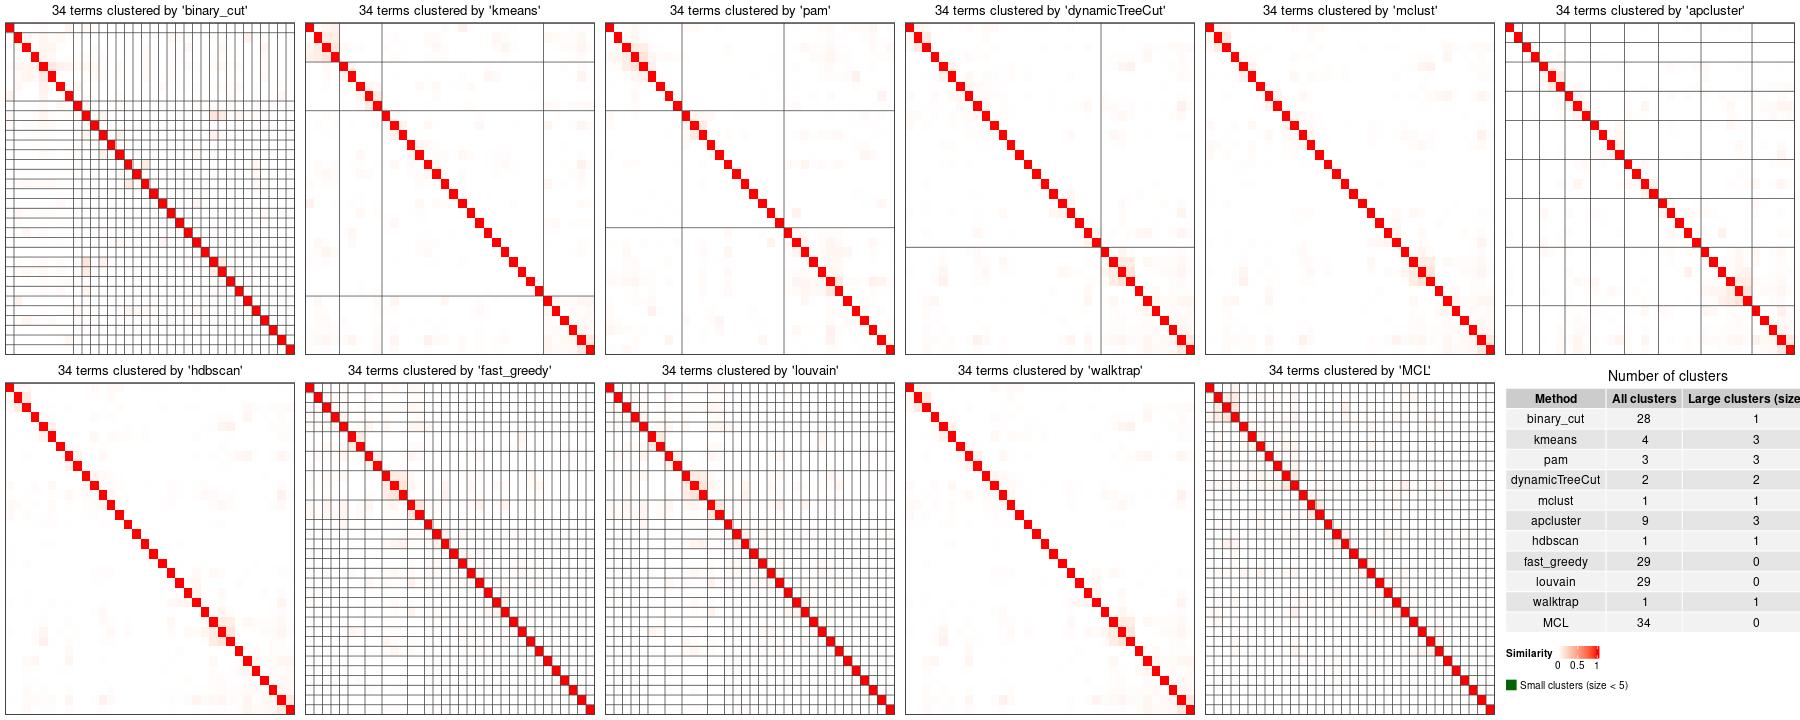 34 terms clustered by 'binary_cut'
34 terms clustered by 'kmeans'
34 terms clustered by 'pam'
34 terms clustered by 'dynamicTreeCut'
34 terms clustered by 'mclust'
34 terms clustered by 'apcluster'
34 terms clustered by 'hdbscan'
34 terms clustered by 'fast_greedy'
34 terms clustered by 'louvain'
34 terms clustered by 'walktrap'
34 terms clustered by 'MCL'
Number of clusters
Method All clusters Large clusters (size
binary_cut 28 1
kmeans 4 3
pam 3 3
dynamicTreeCut 2 2
mclust 1 1
apcluster 9 3
hdbscan 1 1
fast_greedy 29 0
louvain 29 0
walktrap 1 1
MCL 34 0
Similarity
0 0.5 1
Small clusters (size < 5)